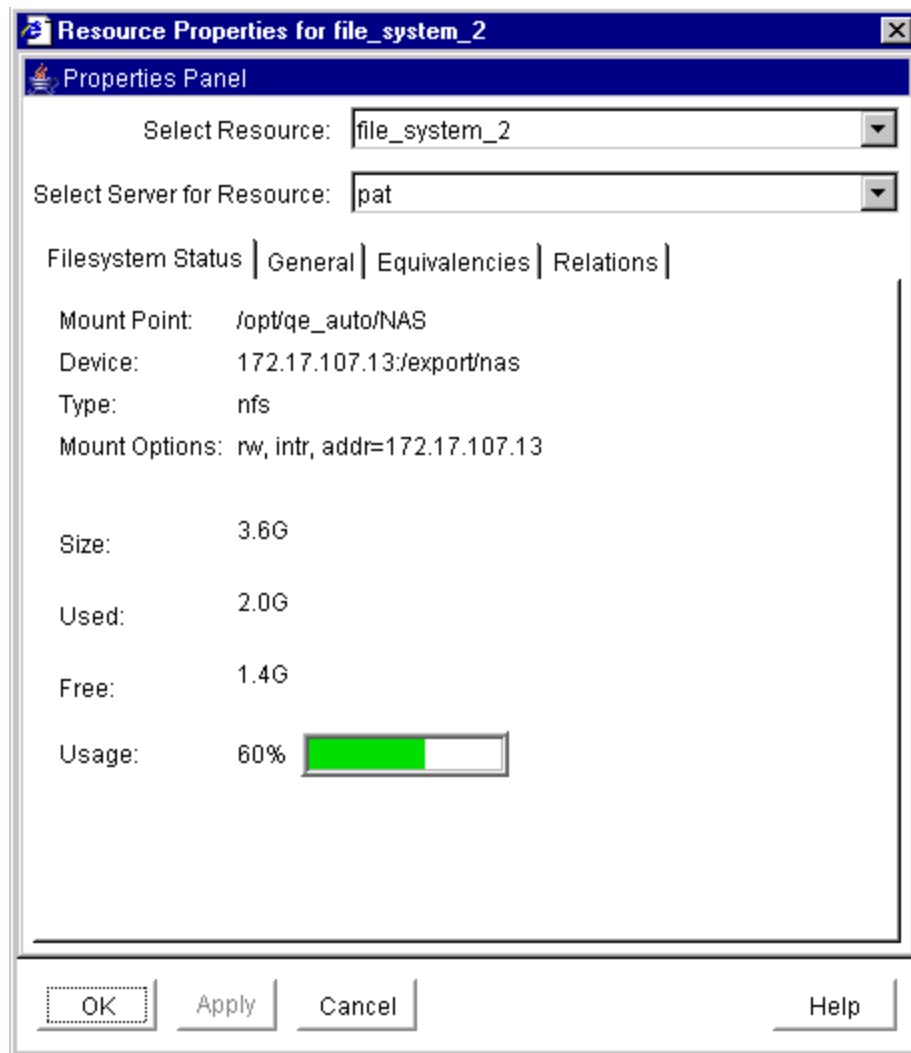 Resource Properties for file_system_2
Properties Panel
Select Resource: file_system_2
Select Server for Resource: pat
Filesystem Status General Equivalencies Relations
Mount Point: /opt/qe_auto/NAS
Device: 172.17.107.13:/export/nas
Type: nfs
Mount Options: rw, intr, addr=172.17.107.13
Size: 3.6G
Used: 2.0G
Free: 1.4G
Usage: 60%
OK Apply Cancel Help